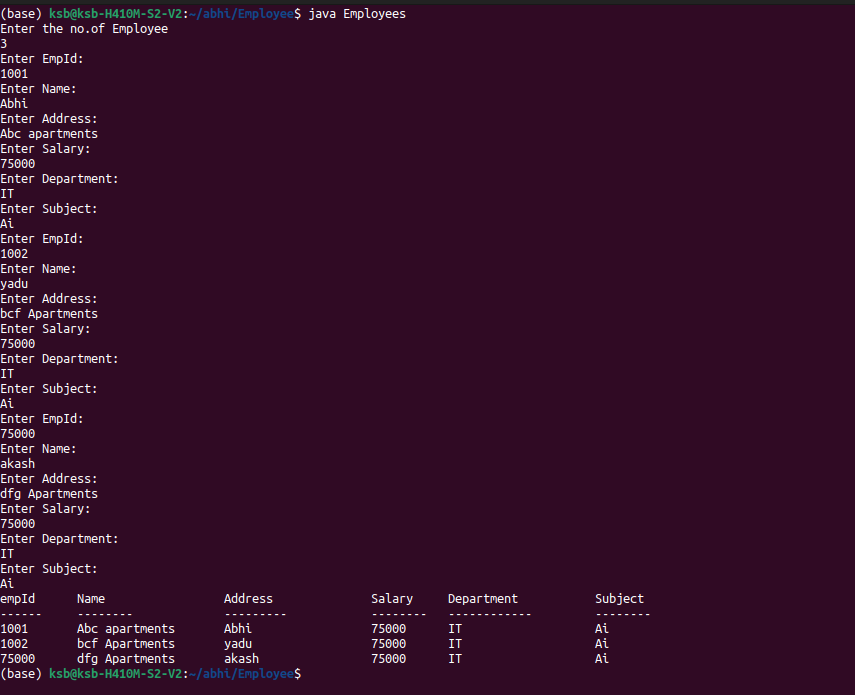 (base) ksb@ksb-H410M-S2-V2:~/abhi/Employee$ java Employees
Enter the no.of Employee
3
Enter EmpId:
1001
Enter Name:
Abhi
Enter Address:
Abc apartments
Enter Salary:
75000
Enter Department:
IT
Enter Subject:
Ai
Enter EmpId:
1002
Enter Name:
yadu
Enter Address:
bcf Apartments
Enter Salary:
75000
Enter Department:
IT
Enter Subject:
Ai
Enter EmpId:
75000
Enter Name:
akash
Enter Address:
dfg Apartments
Enter Salary:
75000
Enter Department:
IT
Enter Subject:
Ai
empId      Name                 Address              Salary     Department           Subject
------     --------             ---------            --------   ------------         --------
1001       Abc apartments       Abhi                 75000      IT                   Ai
1002       bcf Apartments       yadu                 75000      IT                   Ai
75000      dfg Apartments       akash                75000      IT                   Ai
(base) ksb@ksb-H410M-S2-V2:~/abhi/Employee$